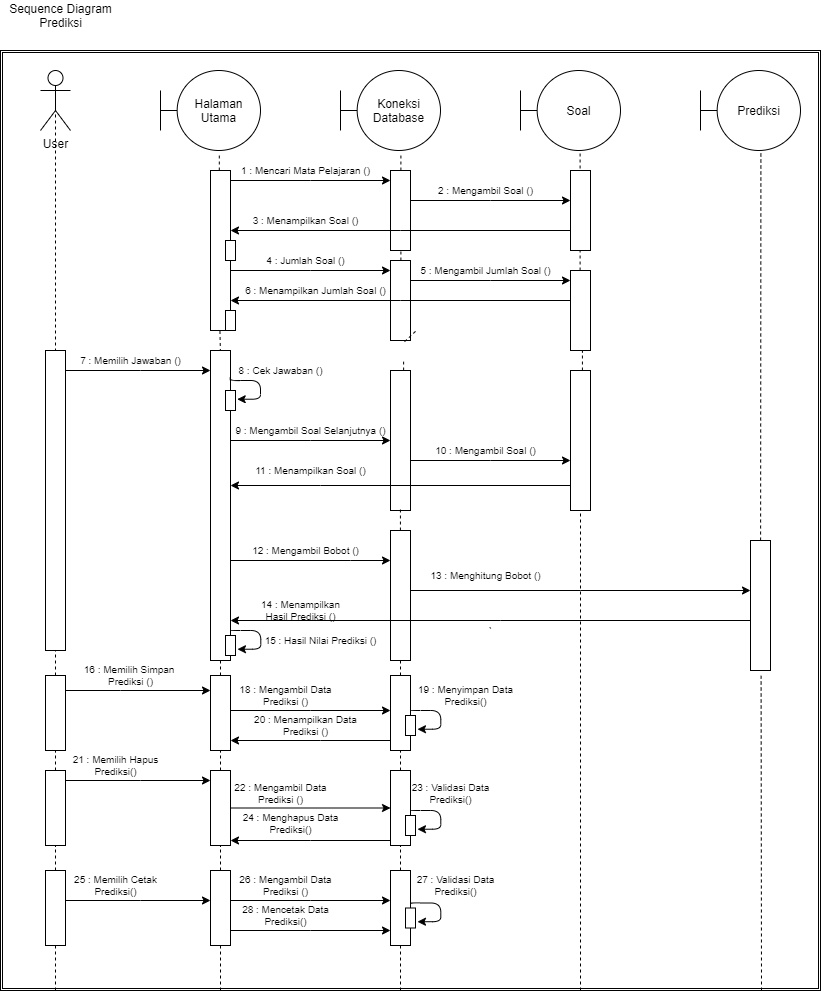 Sequence Diagram
Prediksi
User
Halaman
Utama
Koneksi
Database
Soal
Prediksi
1 : Mencari Mata Pelajaran ()
2 : Mengambil Soal ()
3 : Menampilkan Soal ()
4 : Jumlah Soal ()
5 : Mengambil Jumlah Soal ()
6 : Menampilkan Jumlah Soal ()
7 : Memilih Jawaban ()
8 : Cek Jawaban ()
9 : Mengambil Soal Selanjutnya ()
10 : Mengambil Soal ()
11 : Menampilkan Soal ()
12 : Mengambil Bobot ()
13 : Menghitung Bobot ()
14 : Menampilkan
Hasil Prediksi ()
15 : Hasil Nilai Prediksi ()
16 : Memilih Simpan
Prediksi ()
18 : Mengambil Data
Prediksi ()
19 : Menyimpan Data
Prediksi()
20 : Menampilkan Data
Prediksi ()
21 : Memilih Hapus
Prediksi()
22 : Mengambil Data
Prediksi ()
23 : Validasi Data
Prediksi()
24 : Menghapus Data
Prediksi()
25 : Memilih Cetak
Prediksi()
26 : Mengambil Data
Prediksi ()
27 : Validasi Data
Prediksi()
28 : Mencetak Data
Prediksi()